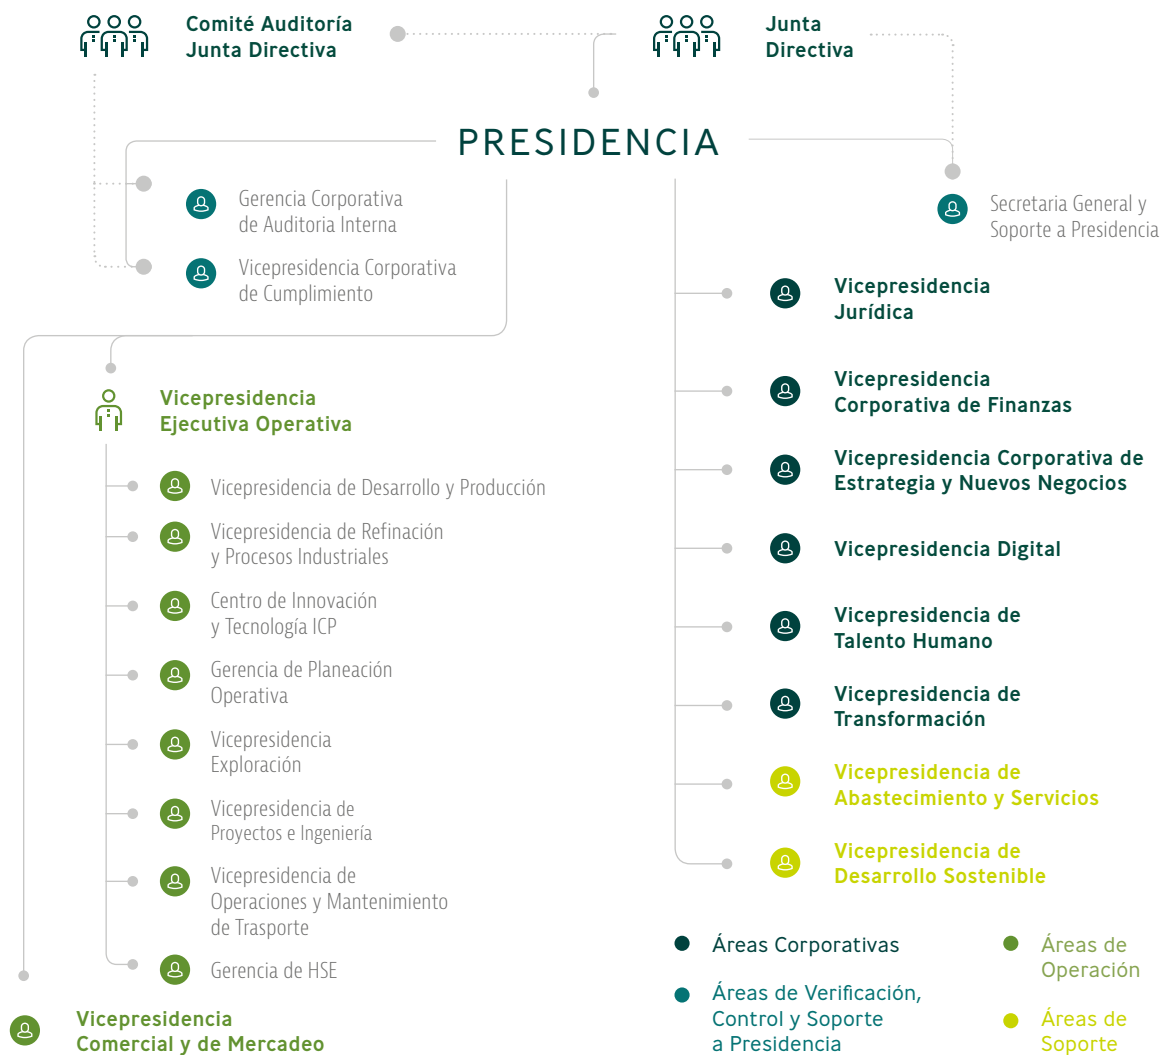 Comité Auditoría
Junta Directiva
Junta
Directiva
PRESIDENCIA
Gerencia Corporativa
de Auditoria Interna
Vicepresidencia Corporativa
de Cumplimiento
Secretaria General y
Soporte a Presidencia
Vicepresidencia
Ejecutiva Operativa
Vicepresidencia de Desarrollo y Producción
Vicepresidencia de Refinación
y Procesos Industriales
Centro de Innovación
y Tecnología ICP
Gerencia de Planeación
Operativa
Vicepresidencia
Exploración
Vicepresidencia de
Proyectos e Ingeniería
Vicepresidencia de
Operaciones y Mantenimiento
de Trasporte
Gerencia de HSE
Vicepresidencia
Comercial y de Mercadeo
Vicepresidencia
Jurídica
Vicepresidencia
Corporativa de Finanzas
Vicepresidencia Corporativa de
Estrategia y Nuevos Negocios
Vicepresidencia Digital
Vicepresidencia de
Talento Humano
Vicepresidencia de
Transformación
Vicepresidencia de
Abastecimiento y Servicios
Vicepresidencia de
Desarrollo Sostenible
Áreas Corporativas
Áreas de Verificación,
Control y Soporte
a Presidencia
Áreas de
Operación
Áreas de
Soporte